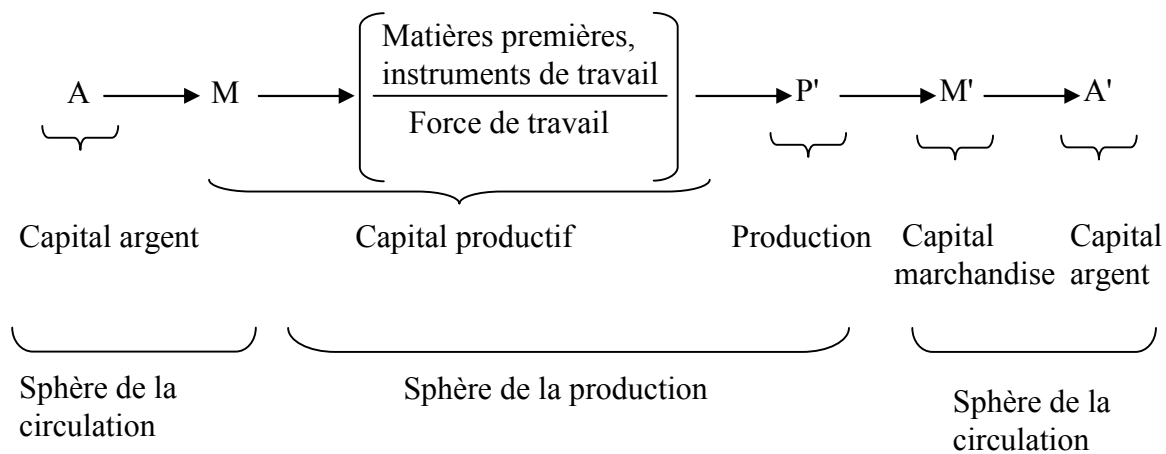 Matières premières,
instruments de travail
A M P' M' A'
Force de travail
Capital argent
Capital productif
Production
Capital
marchandise
Capital
argent
Sphère de la
circulation
Sphère de la production
Sphère de la
circulation